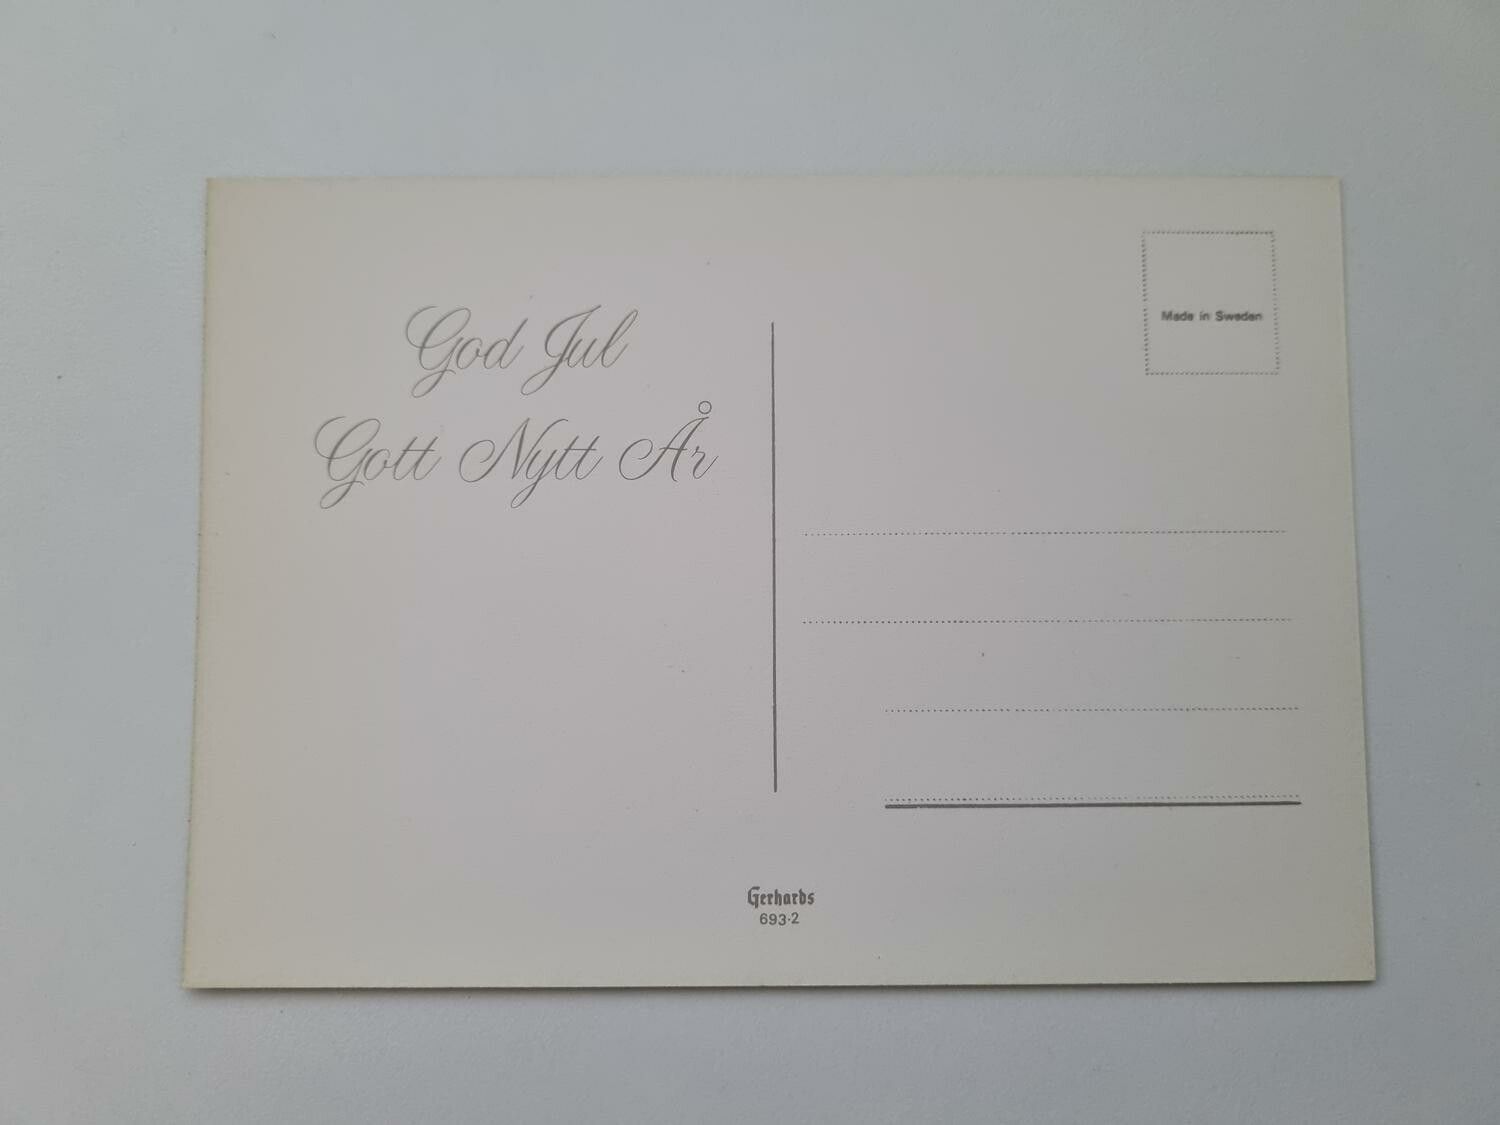 God Jul
Gott Nytt År
Made in Sweden
Gerhards
693-2